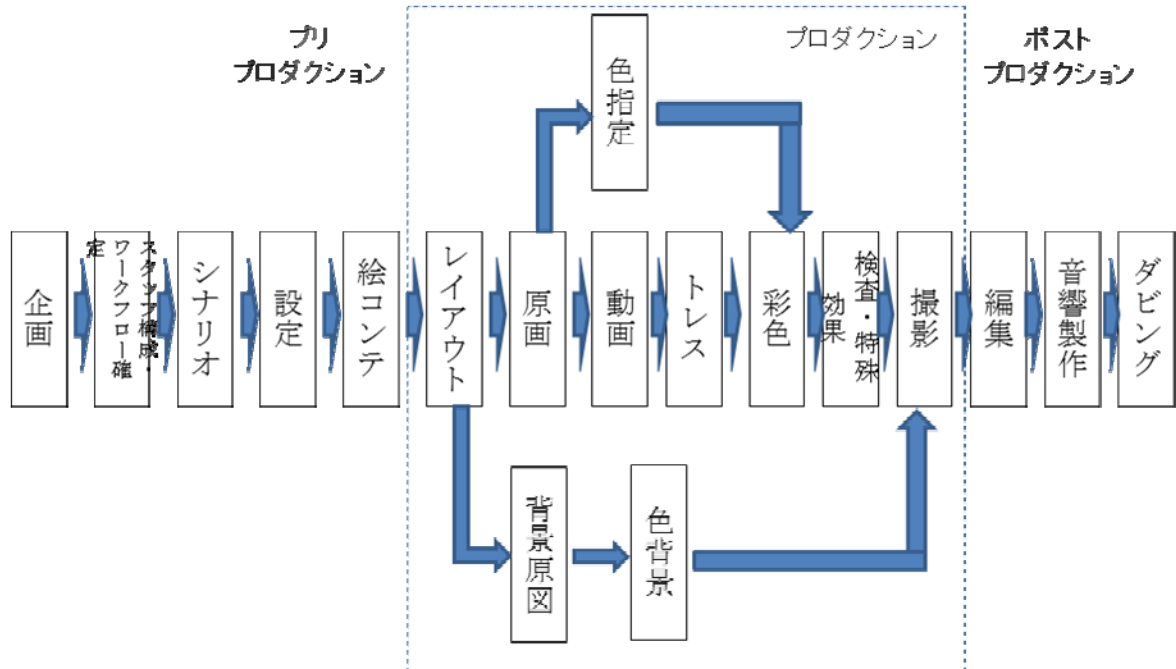 プリ
プロダクション
プロダクション
ポスト
プロダクション
色指定
企画
スタッフ構成・
ワークフロー確
定
シナリオ
設定
絵コンテ
レイアウト
原画
動画
トレス
彩色
検査・特殊
効果
撮影
編集
音響製作
ダビング
背景原図
色背景